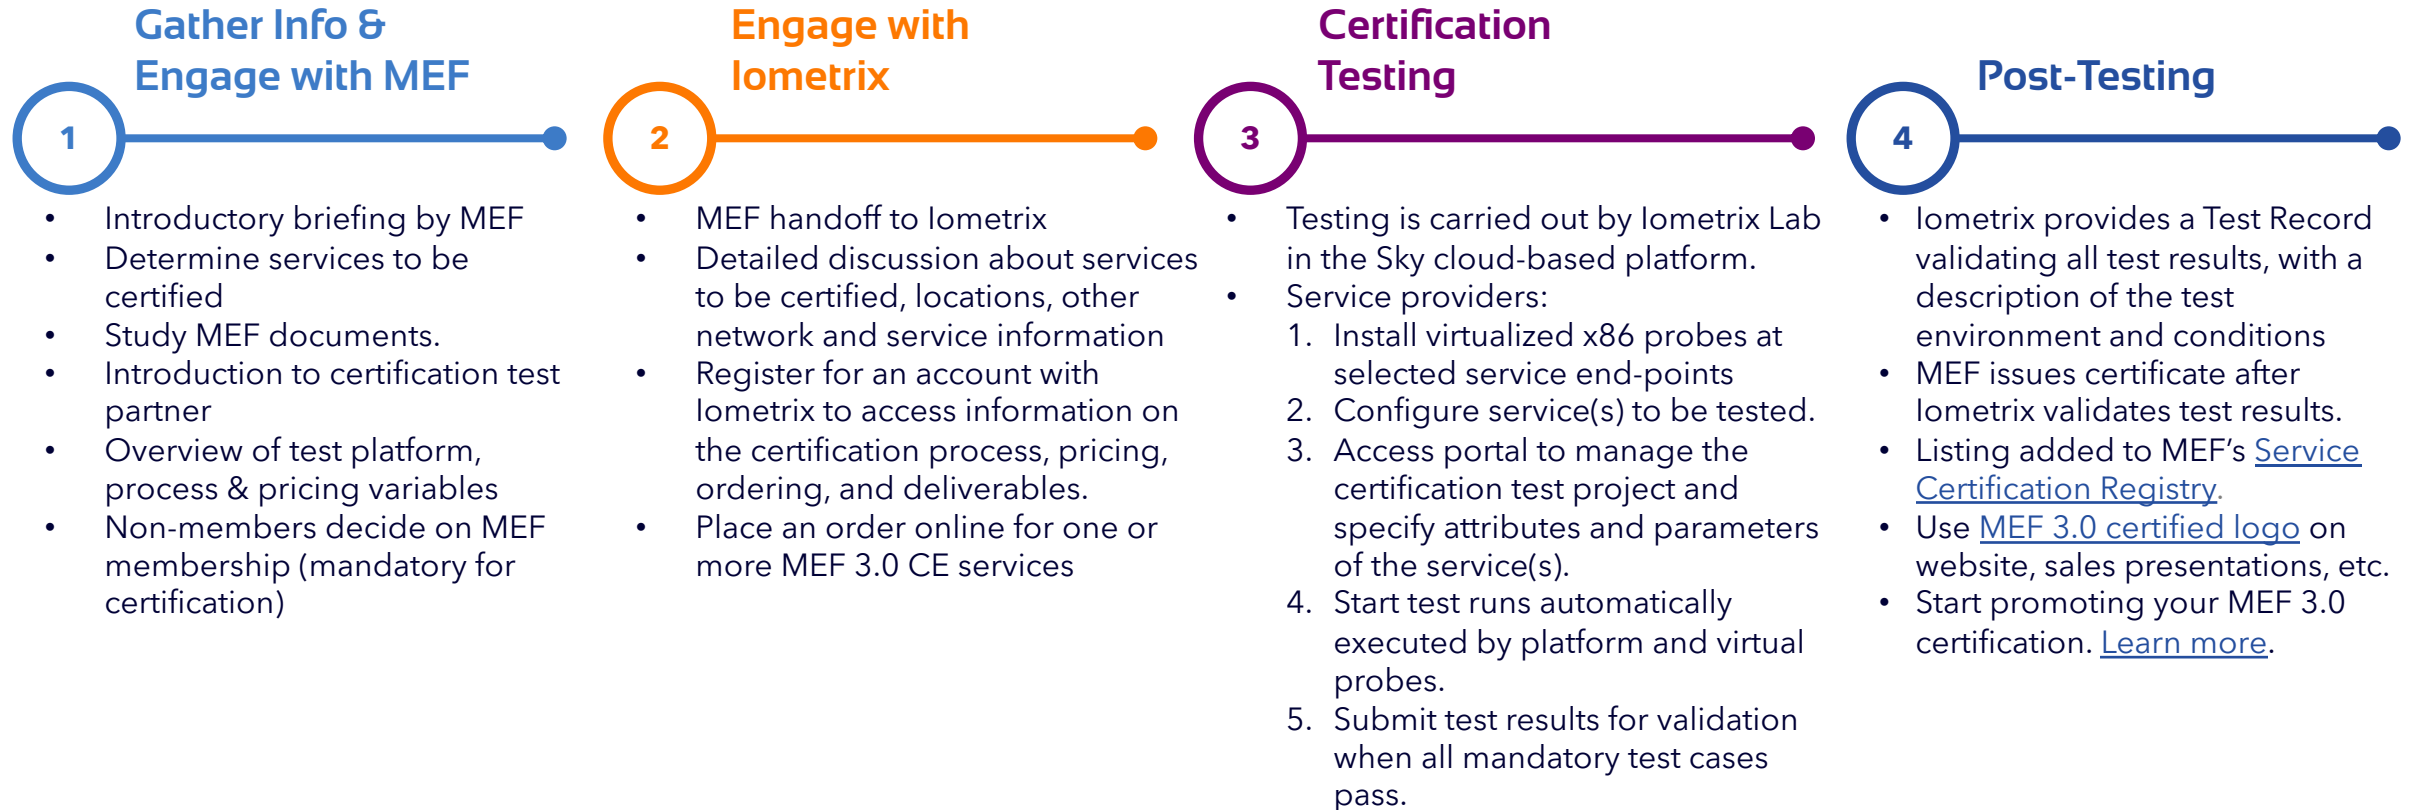 Gather Info &
Engage with MEF
1
• Introductory briefing by MEF
• Determine services to be
certified
• Study MEF documents.
• Introduction to certification test
partner
• Overview of test platform,
process & pricing variables
• Non-members decide on MEF
membership (mandatory for
certification)
Engage with
Iometrix
2
• MEF handoff to Iometrix
• Detailed discussion about services
to be certified, locations, other
network and service information
• Register for an account with
Iometrix to access information on
the certification process, pricing,
ordering, and deliverables.
• Place an order online for one or
more MEF 3.0 CE services
Certification
Testing
3
• Testing is carried out by Iometrix Lab
in the Sky cloud-based platform.
• Service providers:
1. Install virtualized x86 probes at
selected service end-points
2. Configure service(s) to be tested.
3. Access portal to manage the
certification test project and
specify attributes and parameters
of the service(s).
4. Start test runs automatically
executed by platform and virtual
probes.
5. Submit test results for validation
when all mandatory test cases
pass.
Post-Testing
4
• Iometrix provides a Test Record
validating all test results, with a
description of the test
environment and conditions
• MEF issues certificate after
Iometrix validates test results.
• Listing added to MEF’s Service
Certification Registry.
• Use MEF 3.0 certified logo on
website, sales presentations, etc.
• Start promoting your MEF 3.0
certification. Learn more.